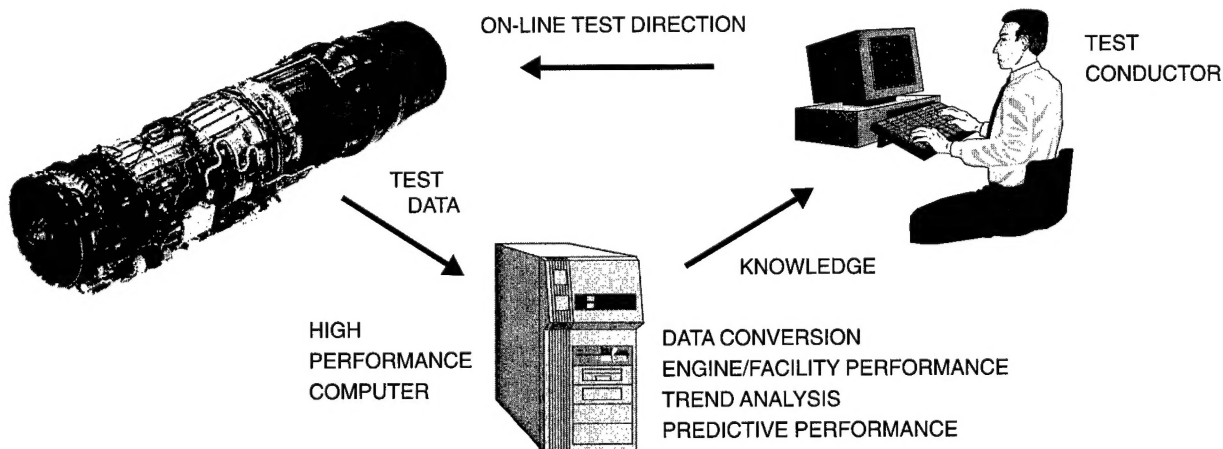 ON-LINE TEST DIRECTION
TEST
CONDUCTOR
TEST
DATA
KNOWLEDGE
HIGH
PERFORMANCE
COMPUTER
DATA CONVERSION
ENGINE/FACILITY PERFORMANCE
TREND ANALYSIS
PREDICTIVE PERFORMANCE